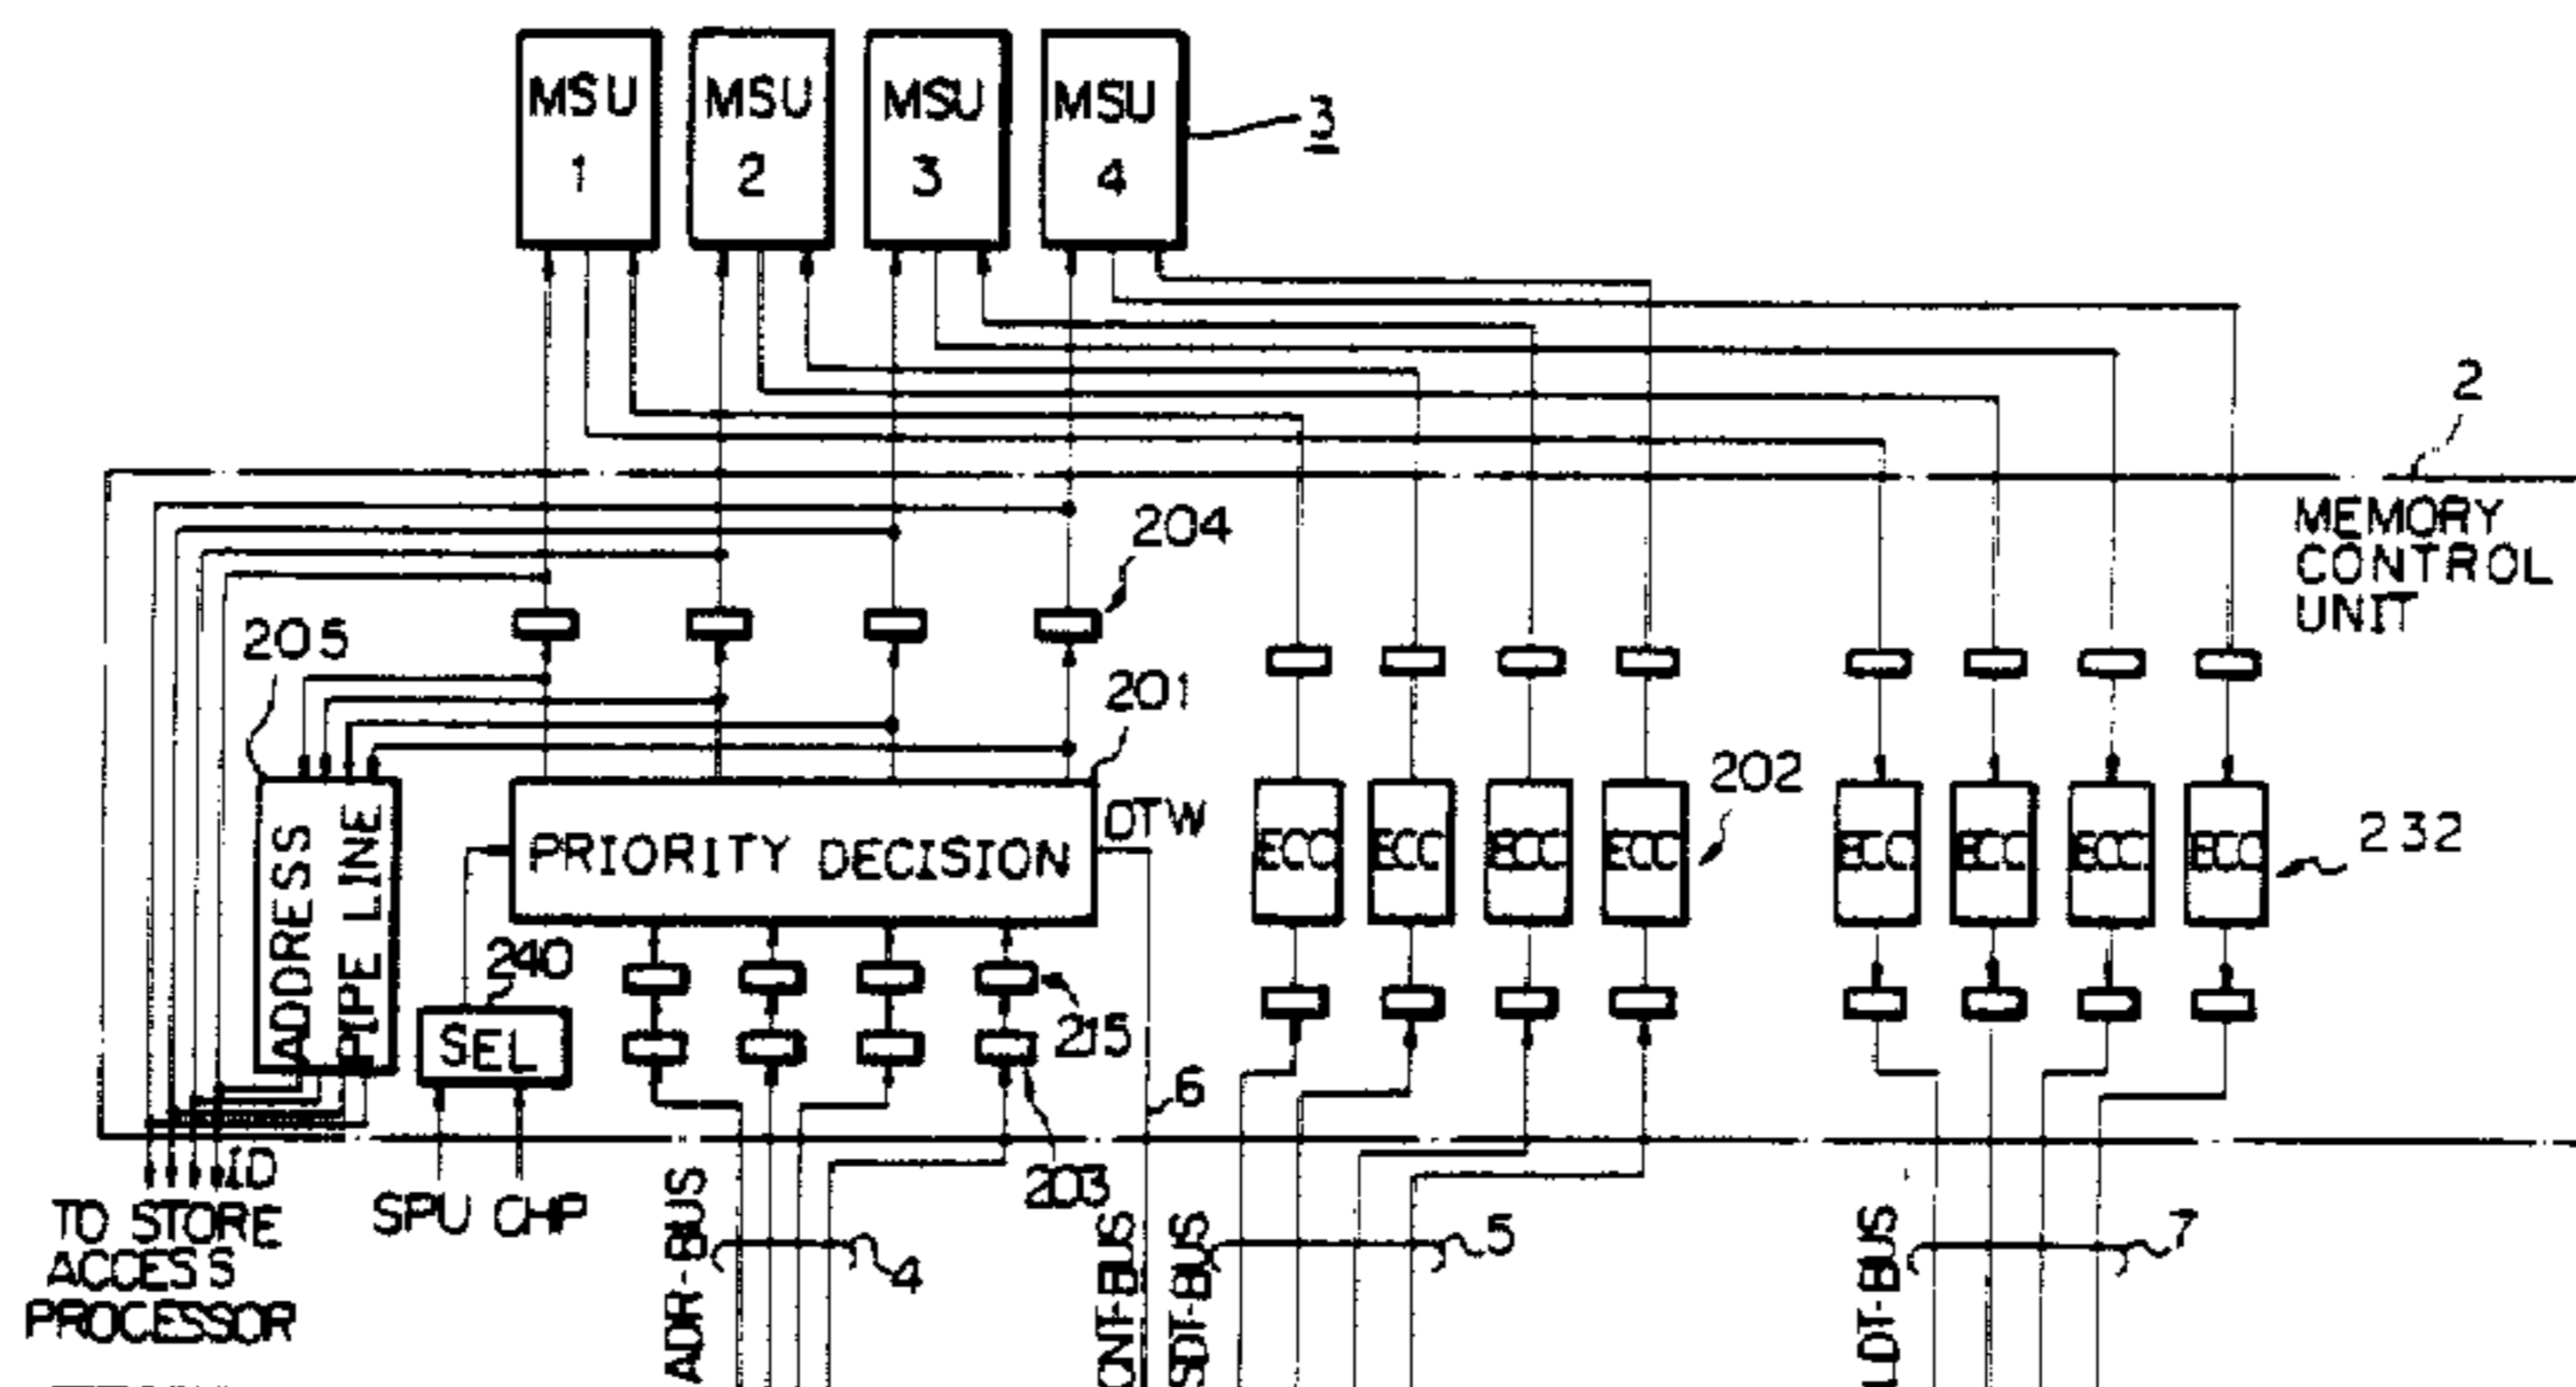 MSU
1
MSU
2
MSU
3
MSU
4
3
2
MEMORY
CONTROL
UNIT
204
205
201
202
232
DTW
PRIORITY DECISION
ADDRESS
PIPE LINE
ECC
ECC
ECC
ECC
ECC
ECC
ECC
ECC
240
SEL
215
203
6
ID
TO STORE
ACCESS
PROCESSOR
SPU CHP
ADR-BUS
4
CNT-BUS
SDT-BUS
5
LDT-BUS
7